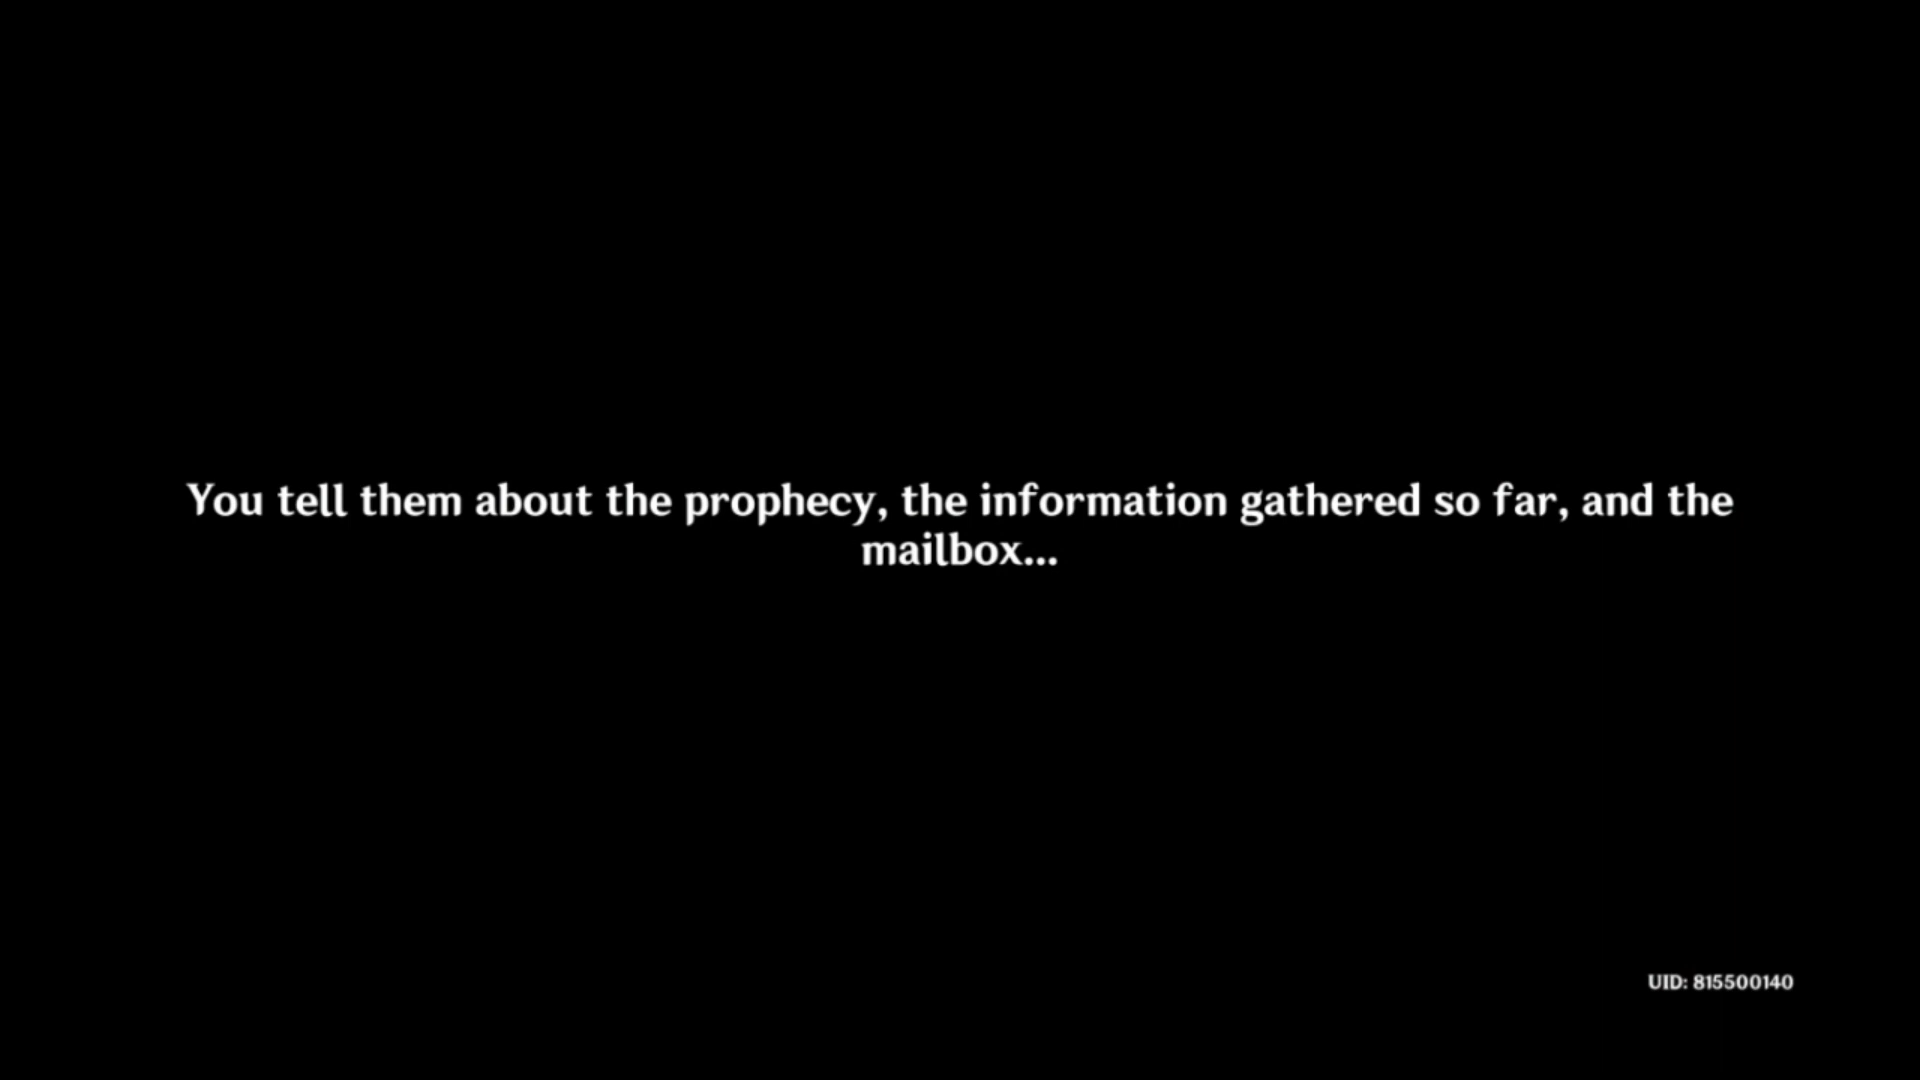 You tell them about the prophecy, the information gathered so far, and the
mailbox...
UID: 815500140